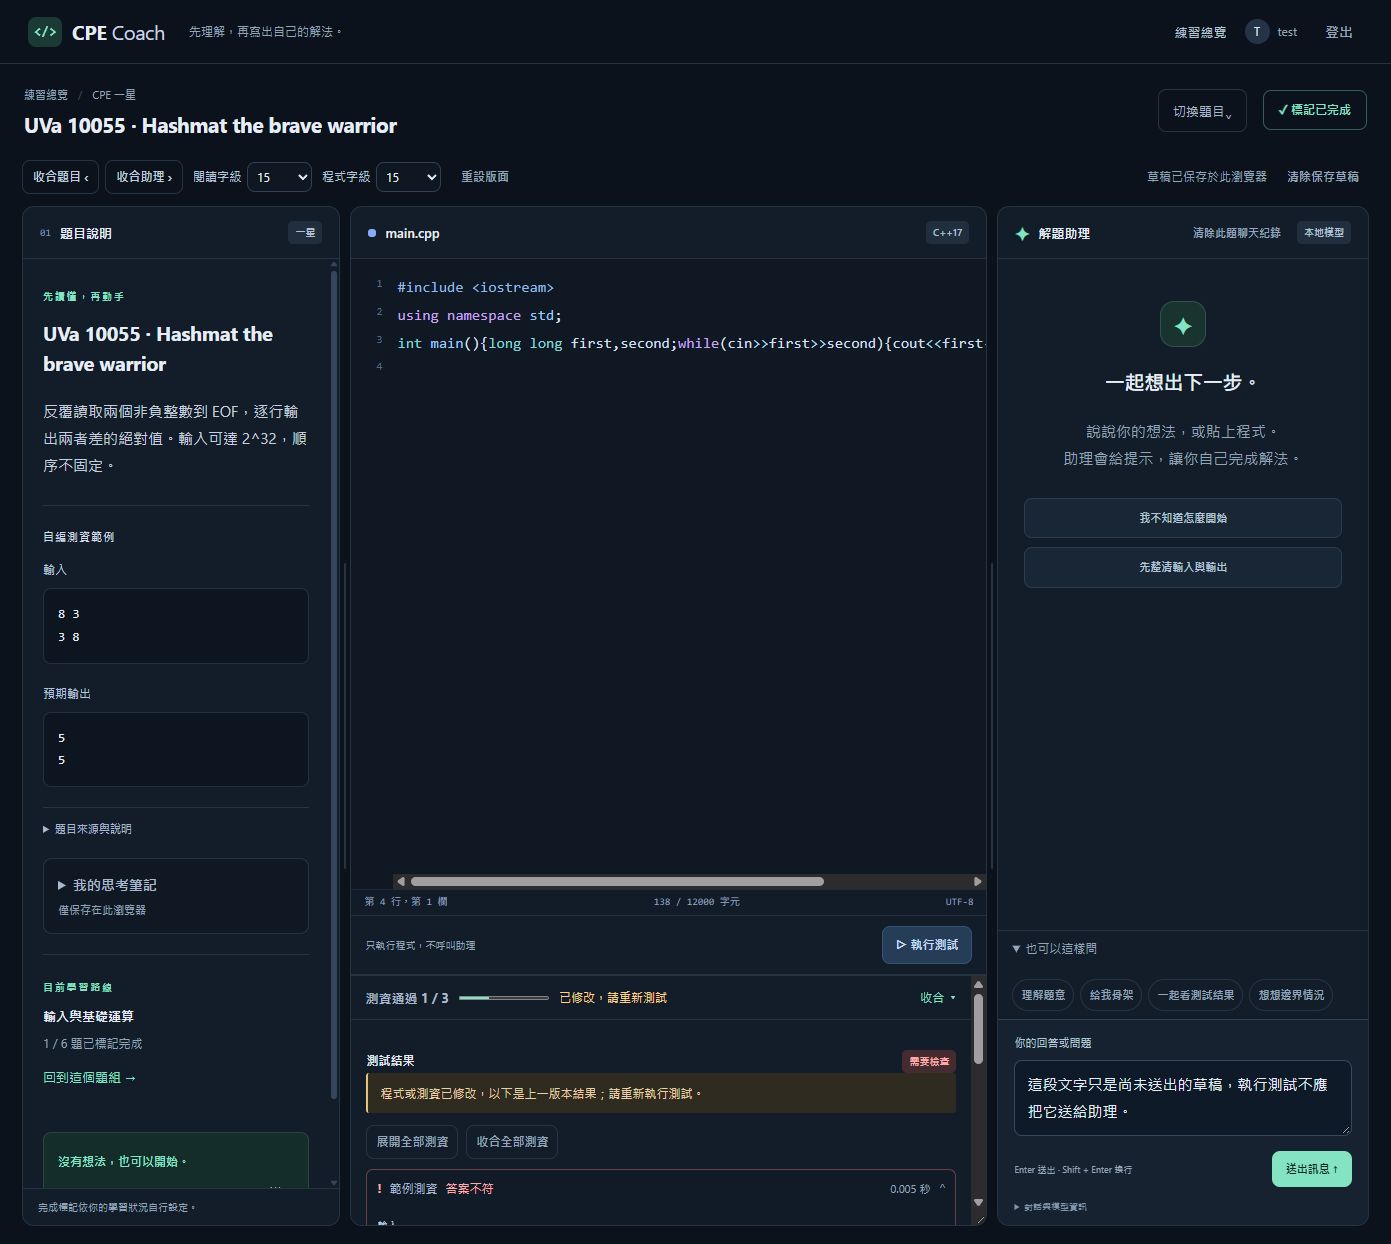 </> CPE Coach 先理解，再寫出自己的解法。 練習總覽 T test 登出
練習總覽 / CPE 一星
UVa 10055 · Hashmat the brave warrior
切換題目⌄ ✓ 標記已完成
收合題目 ‹ 收合助理 › 閱讀字級 15 程式字級 15 重設版面 草稿已保存於此瀏覽器 清除保存草稿
01 題目說明 一星
先讀懂，再動手
UVa 10055 · Hashmat the
brave warrior
反覆讀取兩個非負整數到 EOF，逐行輸
出兩者差的絕對值。輸入可達 2^32，順
序不固定。
自編測資範例
輸入
8 3
3 8
預期輸出
5
5
▶ 題目來源與說明
▶ 我的思考筆記
僅保存在此瀏覽器
目前學習路線
輸入與基礎運算
1 / 6 題已標記完成
回到這個題組 →
沒有想法，也可以開始。
完成標記依你的學習狀況自行設定。
main.cpp C++17
1 #include <iostream>
2 using namespace std;
3 int main(){long long first,second;while(cin>>first>>second){cout<<first-
4
第 4 行，第 1 欄 138 / 12000 字元 UTF-8
只執行程式，不呼叫助理 ▷ 執行測試
測資通過 1 / 3 已修改，請重新測試 收合 ▾
測試結果 需要檢查
程式或測資已修改，以下是上一版本結果；請重新執行測試。
展開全部測資 收合全部測資
! 範例測資 答案不符 0.005 秒 ^
輸入
解題助理 清除此題聊天紀錄 本地模型
一起想出下一步。
說說你的想法，或貼上程式。
助理會給提示，讓你自己完成解法。
我不知道怎麼開始
先釐清輸入與輸出
▼ 也可以這樣問
理解題意 給我骨架 一起看測試結果 想想邊界情況
你的回答或問題
這段文字只是尚未送出的草稿，執行測試不應
把它送給助理。
Enter 送出 · Shift + Enter 換行 送出訊息 ↑
▶ 對話與模型資訊